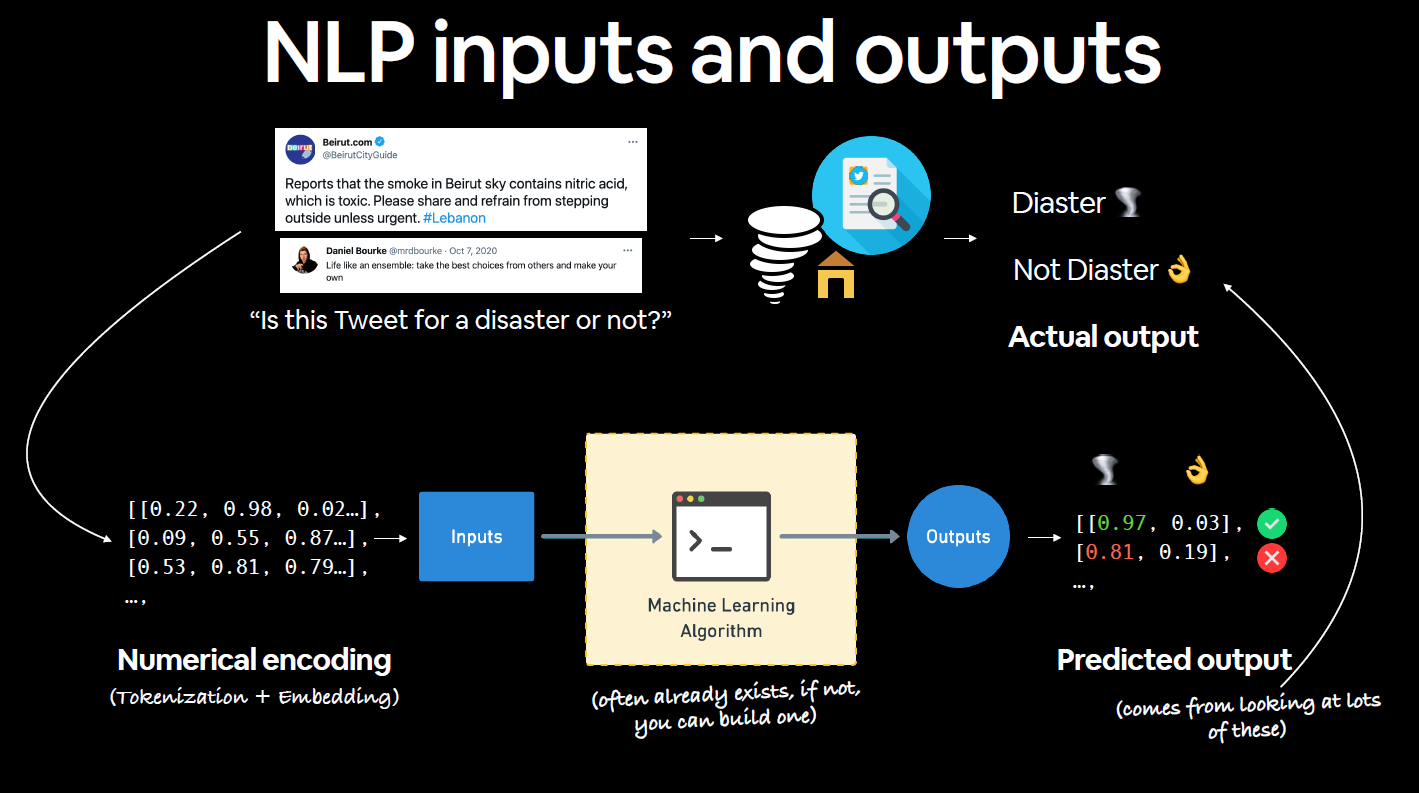 NLP inputs and outputs
BEIRUT
Beirut.com
@BeirutCityGuide
Reports that the smoke in Beirut sky contains nitric acid,
which is toxic. Please share and refrain from stepping
outside unless urgent. #Lebanon
Daniel Bourke @mrdbourke · Oct 7, 2020
Life like an ensemble: take the best choices from others and make your
own
“Is this Tweet for a disaster or not?”
Diaster
Not Diaster
Actual output
[[0.22, 0.98, 0.02…],
[0.09, 0.55, 0.87…],
[0.53, 0.81, 0.79…],
…,
Numerical encoding
(Tokenization + Embedding)
Inputs
Machine Learning
Algorithm
(often already exists, if not,
you can build one)
Outputs
[[0.97, 0.03],
[0.81, 0.19],
…,
Predicted output
(comes from looking at lots
of these)